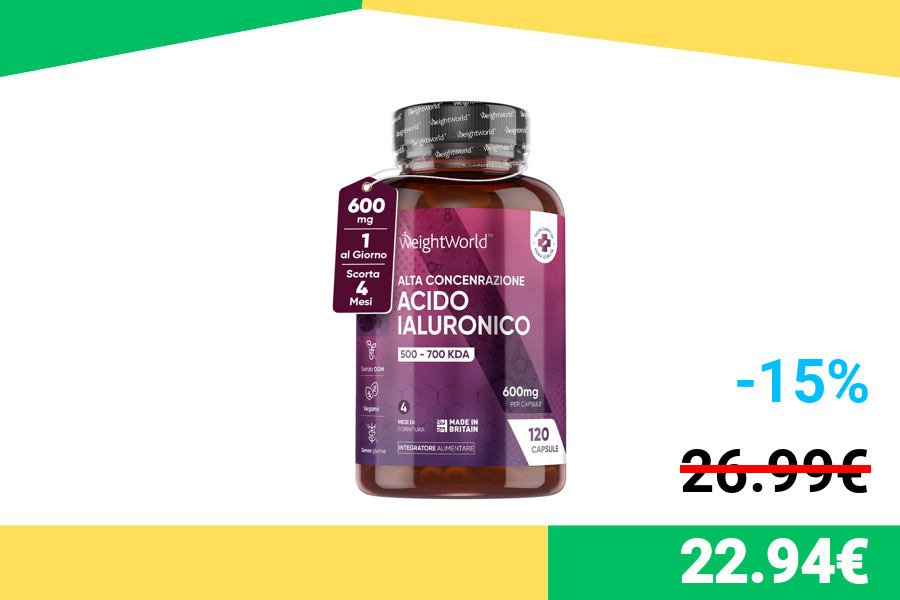 WeightWorld
600
mg
1
al Giorno
Scorta
4
Mesi
WeightWorld™
ALTA CONCENRAZIONE
ACIDO
IALURONICO
500 - 700 KDA
Senza OGM
Vegano
Senza glutine
4
MESI DI
FORNITURA
MADE IN
BRITAIN
INTEGRATORE ALIMENTARE
600mg
PER CAPSULE
120
CAPSULE
-15%
26.99€
22.94€